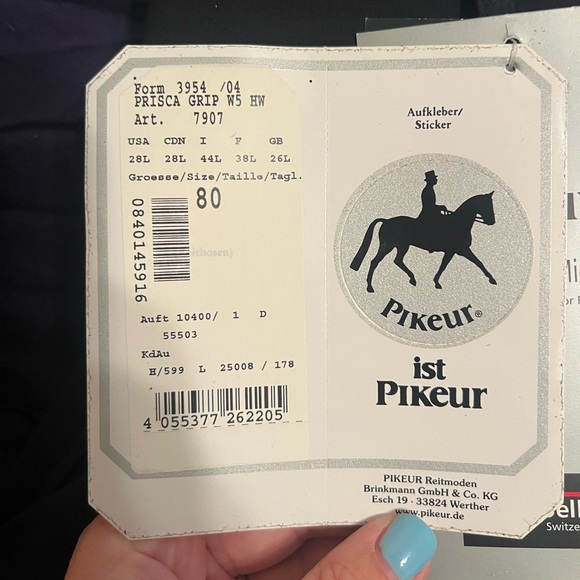 Form 3954 /04
PRISCA GRIP W5 HW
Art. 7907
USA CDN I F GB
28L 28L 44L 38L 26L
Groesse/Size/Taille/Tagl.
80
0840145916
Auft 10400/ 1 D
55503
KdAu
H/599 L 25008 / 178
4 055377 262205
Aufkleber/
Sticker
PIKEUR®
ist
PIKEUR
PIKEUR Reitmoden
Brinkmann GmbH & Co. KG
Esch 19 - 33824 Werther
www.pikeur.de